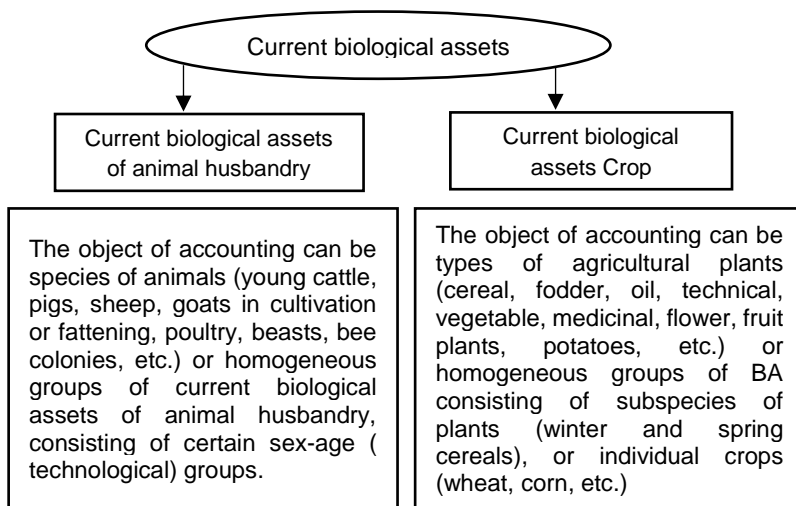 Current biological assets
Current biological assets
of animal husbandry
Current biological
assets Crop
The object of accounting can be
species of animals (young cattle,
pigs, sheep, goats in cultivation
or fattening, poultry, beasts, bee
colonies, etc.) or homogeneous
groups of current biological
assets of animal husbandry,
consisting of certain sex-age (
technological) groups.
The object of accounting can be
types of agricultural plants
(cereal, fodder, oil, technical,
vegetable, medicinal, flower, fruit
plants, potatoes, etc.) or
homogeneous groups of BA
consisting of subspecies of
plants (winter and spring
cereals), or individual crops
(wheat, corn, etc.)